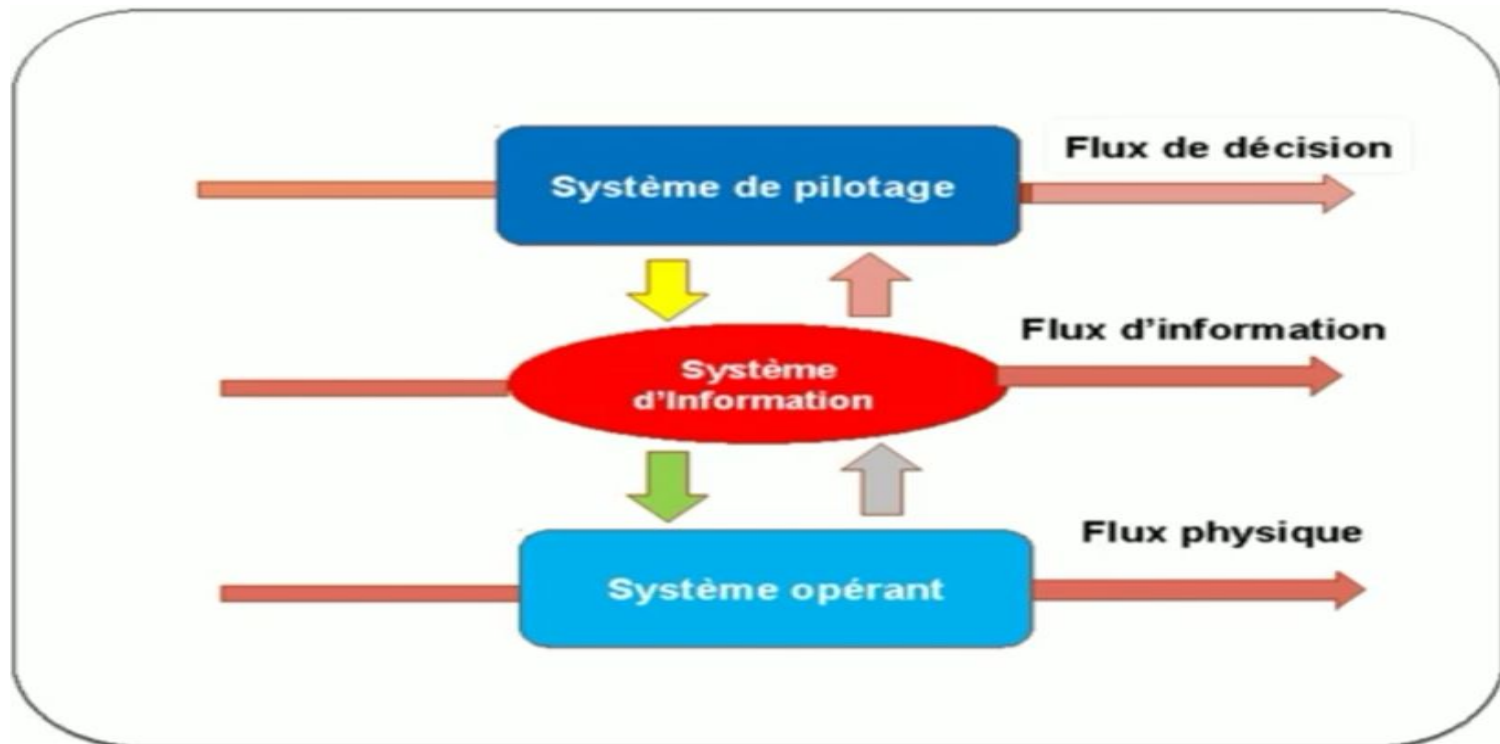 Système de pilotage
Flux de décision
Système
d’Information
Flux d’information
Système opérant
Flux physique